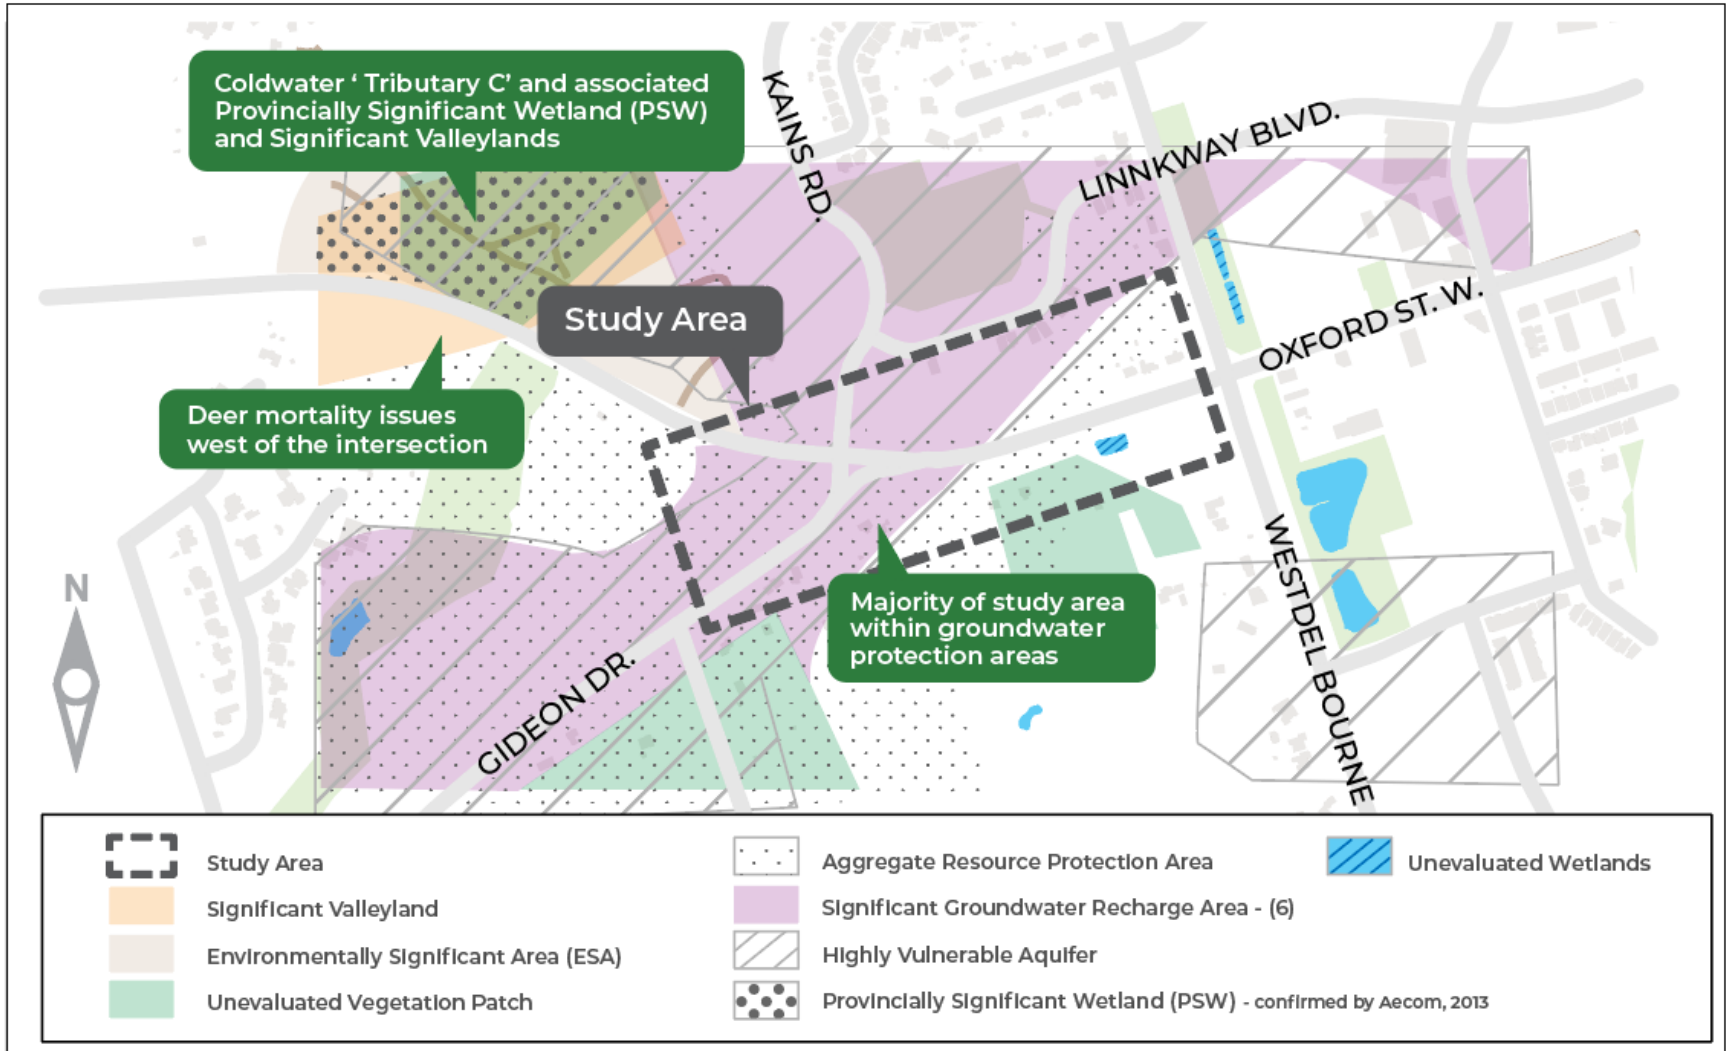 Coldwater ‘ Tributary C’ and associated
Provincially Significant Wetland (PSW)
and Significant Valleylands
KAINS RD.
LINNKWAY BLVD.
Study Area
OXFORD ST. W.
Deer mortality issues
west of the intersection
Majority of study area
within groundwater
protection areas
WESTDEL BOURNE
GIDEON DR.
N
Study Area
Significant Valleyland
Environmentally Significant Area (ESA)
Unevaluated Vegetation Patch
Aggregate Resource Protection Area
Significant Groundwater Recharge Area - (6)
Highly Vulnerable Aquifer
Provincially Significant Wetland (PSW) - confirmed by Aecom, 2013
Unevaluated Wetlands